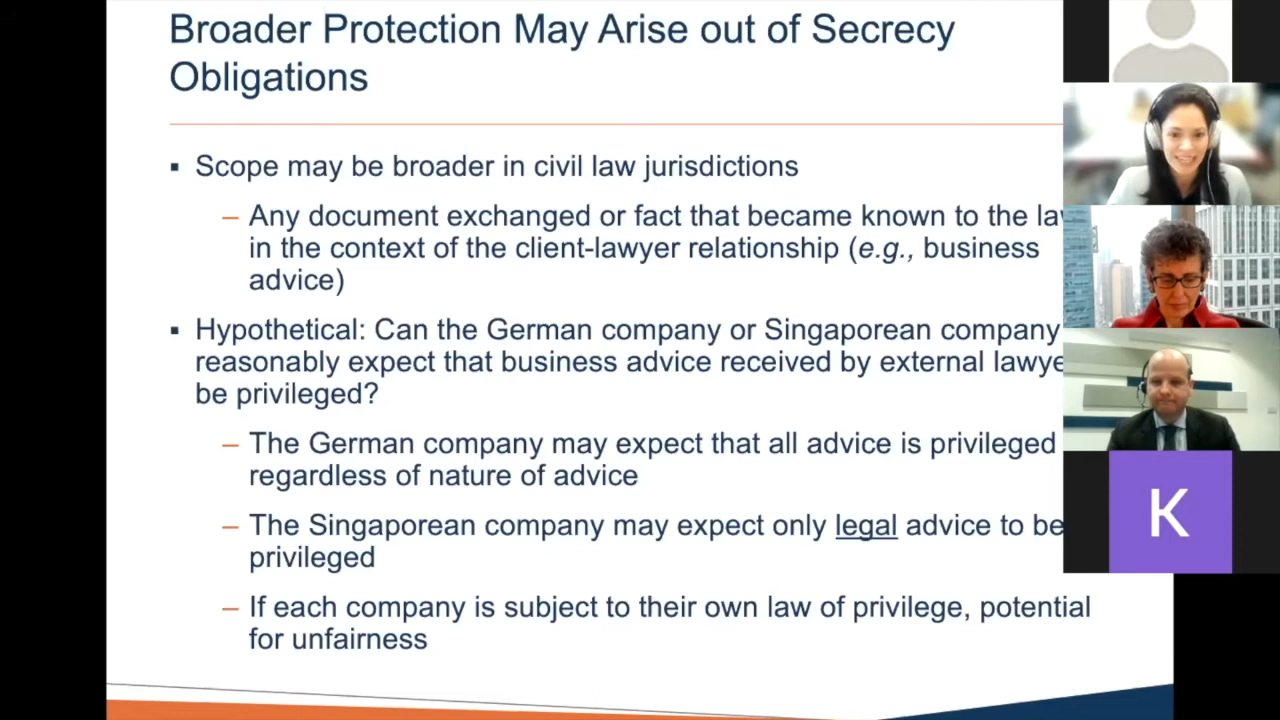 Broader Protection May Arise out of Secrecy
Obligations
▪ Scope may be broader in civil law jurisdictions
– Any document exchanged or fact that became known to the
in the context of the client-lawyer relationship (e.g., business
advice)
▪ Hypothetical: Can the German company or Singaporean company
reasonably expect that business advice received by external
be privileged?
– The German company may expect that all advice is privileged
regardless of nature of advice
– The Singaporean company may expect only legal advice to be
privileged
– If each company is subject to their own law of privilege, potential
for unfairness
K